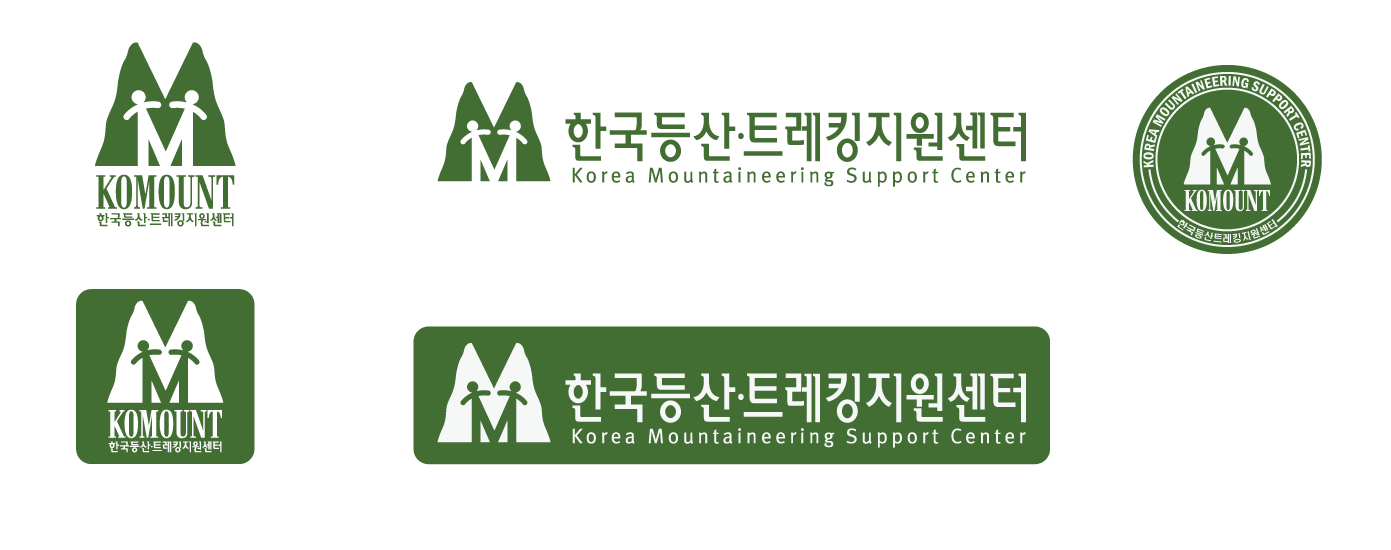 KOMOUNT
한국등산·트레킹지원센터
한국등산·트레킹지원센터
Korea Mountaineering Support Center
KOREA MOUNTAINEERING SUPPORT CENTER
KOMOUNT
한국등산트레킹지원센터
KOMOUNT
한국등산·트레킹지원센터
한국등산·트레킹지원센터
Korea Mountaineering Support Center